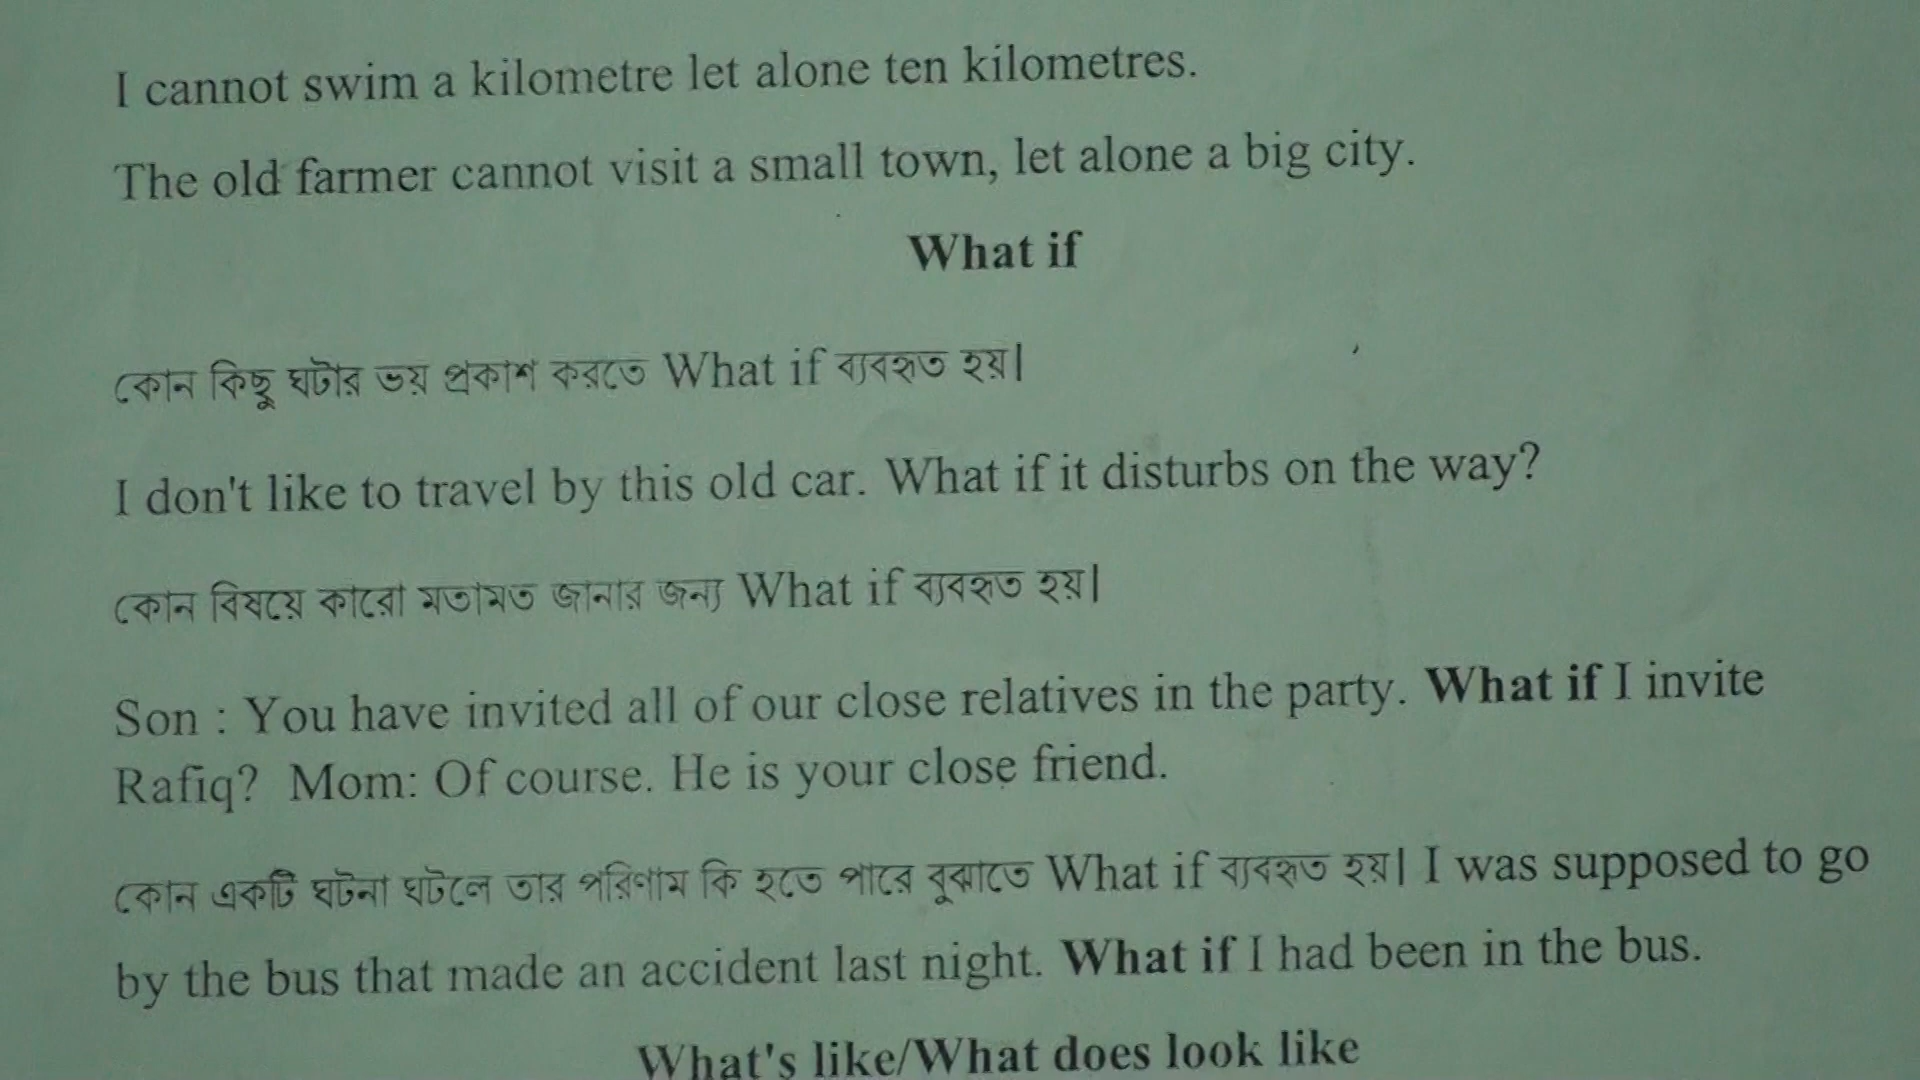 I cannot swim a kilometre let alone ten kilometres.
The old farmer cannot visit a small town, let alone a big city.
What if
কোন কিছু ঘটার ভয় প্রকাশ করতে What if ব্যবহৃত হয়।
I don't like to travel by this old car. What if it disturbs on the way?
কোন বিষয়ে কারো মতামত জানার জন্য What if ব্যবহৃত হয়।
Son : You have invited all of our close relatives in the party. What if I invite
Rafiq? Mom: Of course. He is your close friend.
কোন একটি ঘটনা ঘটলে তার পরিণাম কি হতে পারে বুঝাতে What if ব্যবহৃত হয়। I was supposed to go
by the bus that made an accident last night. What if I had been in the bus.
What's like/What does look like